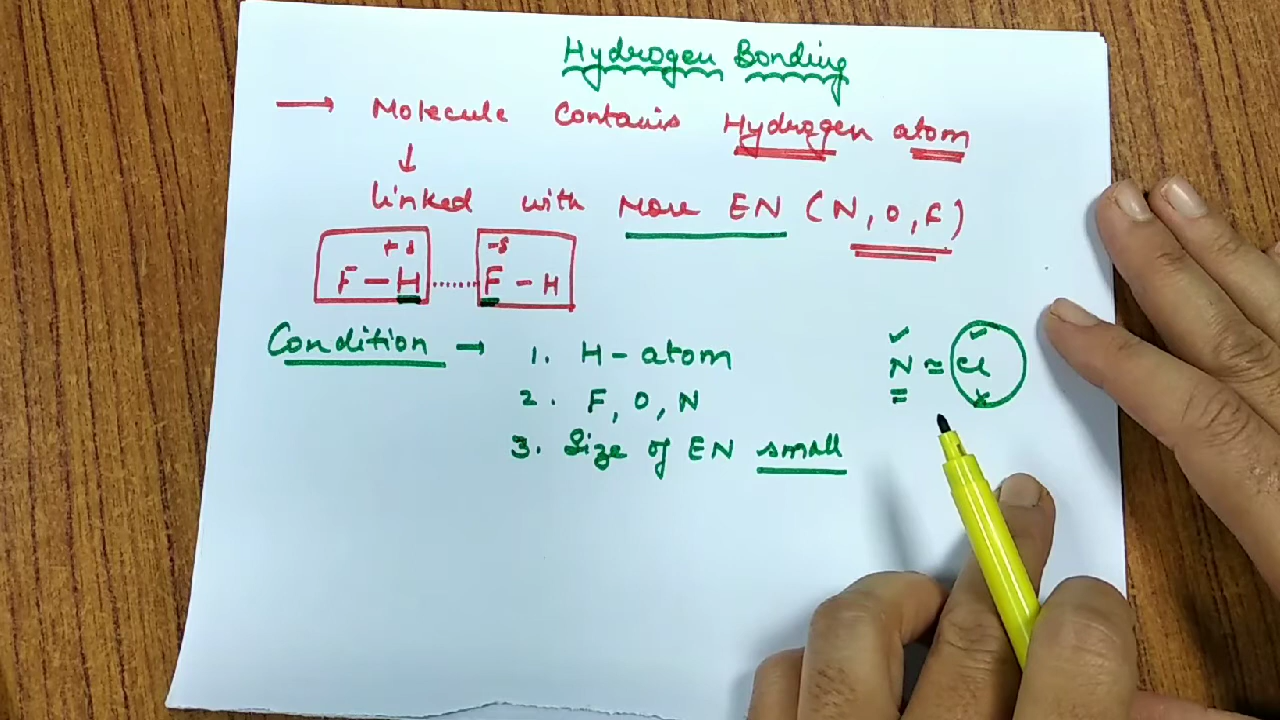 Hydrogen Bonding
→ Molecule Contains Hydrogen atom
↓
linked with More EN (N, O, F)
+δ -δ
F – H ....... F – H
Condition → 1. H-atom
2. F, O, N
3. Size of EN small
✓ ✓
N ≈ Cl
= ×